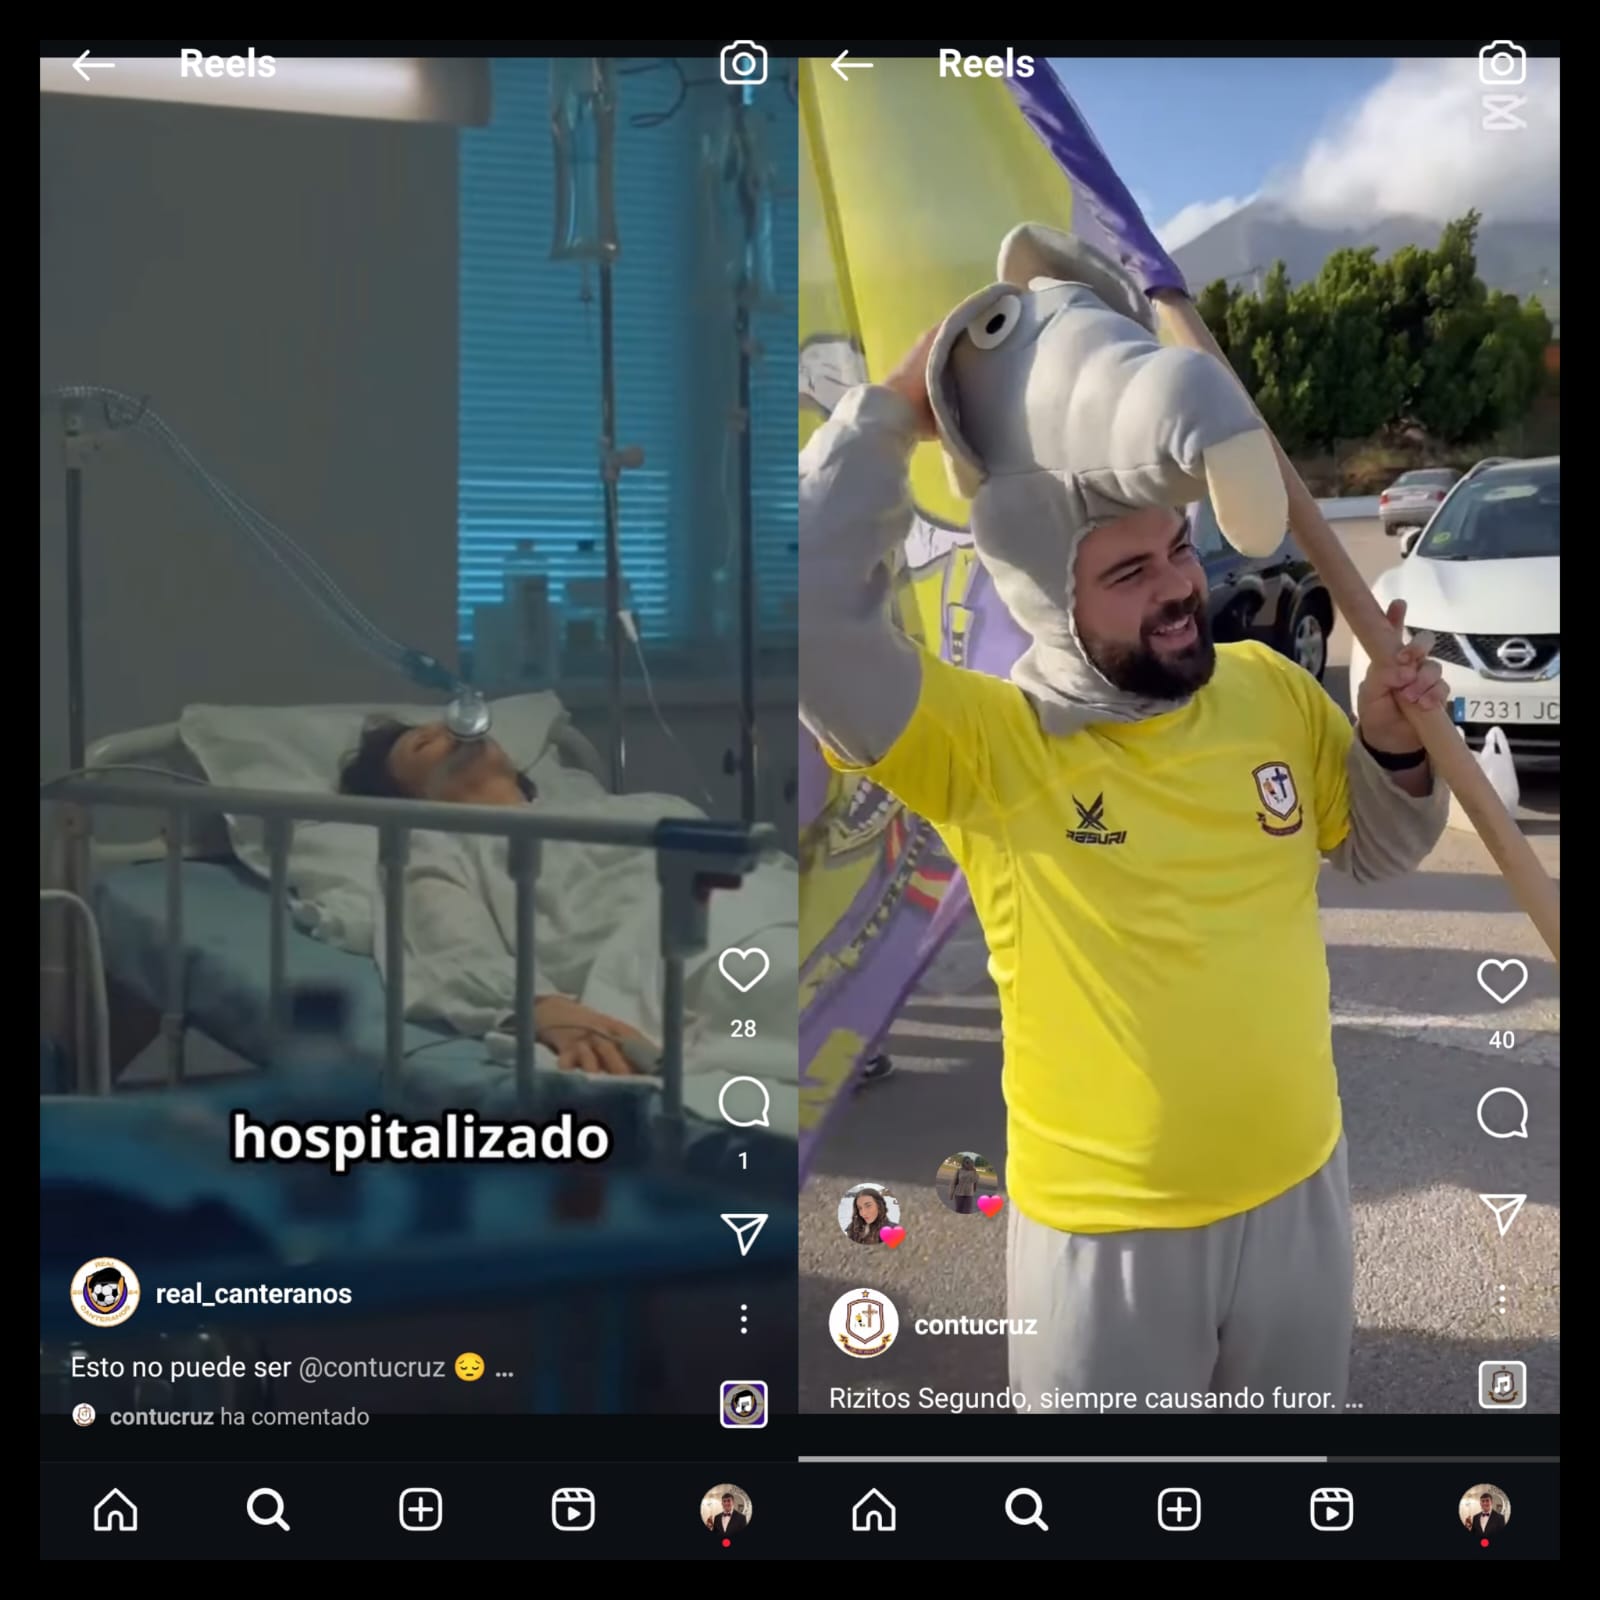 Reels
hospitalizado
28
1
real_canteranos
Esto no puede ser @contucruz 😔 ...
contucruz ha comentado
Reels
RASURI
7331 JC
40
contucruz
Rizitos Segundo, siempre causando furor. ...